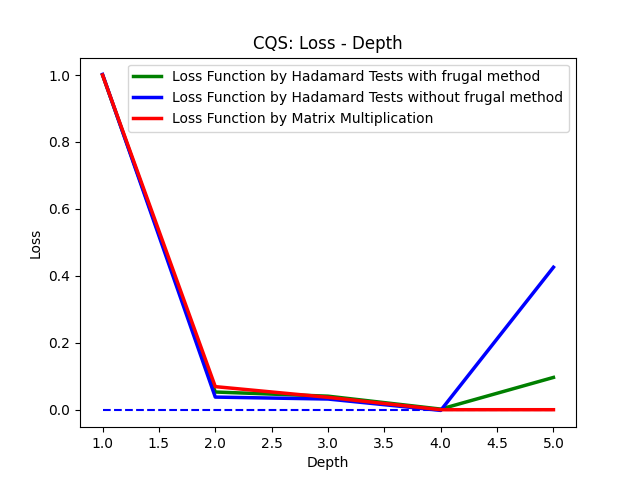 CQS: Loss - Depth
Loss Function by Hadamard Tests with frugal method
Loss Function by Hadamard Tests without frugal method
Loss Function by Matrix Multiplication
Loss
1.0
0.8
0.6
0.4
0.2
0.0
1.0 1.5 2.0 2.5 3.0 3.5 4.0 4.5 5.0
Depth